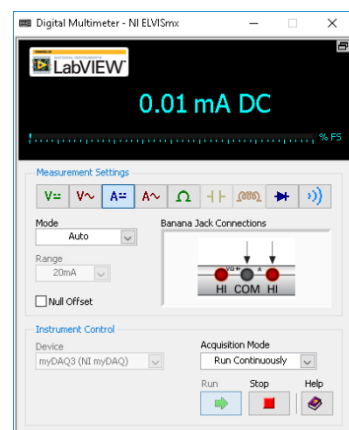 Digital Multimeter - NI ELVISmx
LabVIEW
0.01 mA DC
% FS
Measurement Settings
V= V~ A= A~ Ω
Mode
Banana Jack Connections
Auto
Range
20mA
VΩ A
HI COM HI
Null Offset
Instrument Control
Device
Acquisition Mode
myDAQ3 (NI myDAQ)
Run Continuously
Run Stop Help